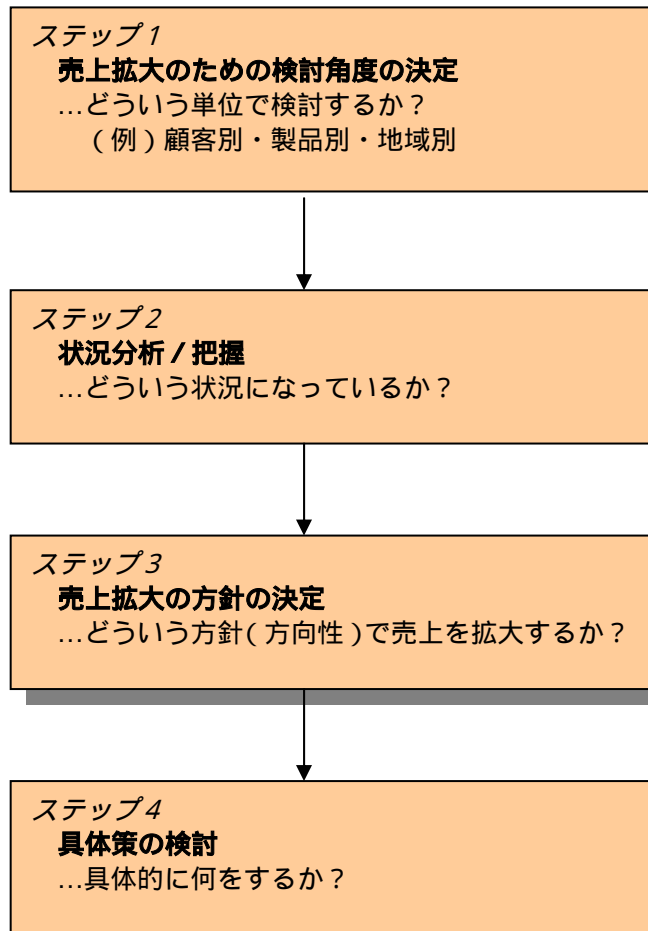 ステップ1
売上拡大のための検討角度の決定
…どういう単位で検討するか?
(例)顧客別・製品別・地域別
ステップ2
状況分析/把握
…どういう状況になっているか?
ステップ3
売上拡大の方針の決定
…どういう方針(方向性)で売上を拡大するか?
ステップ4
具体策の検討
…具体的に何をするか?